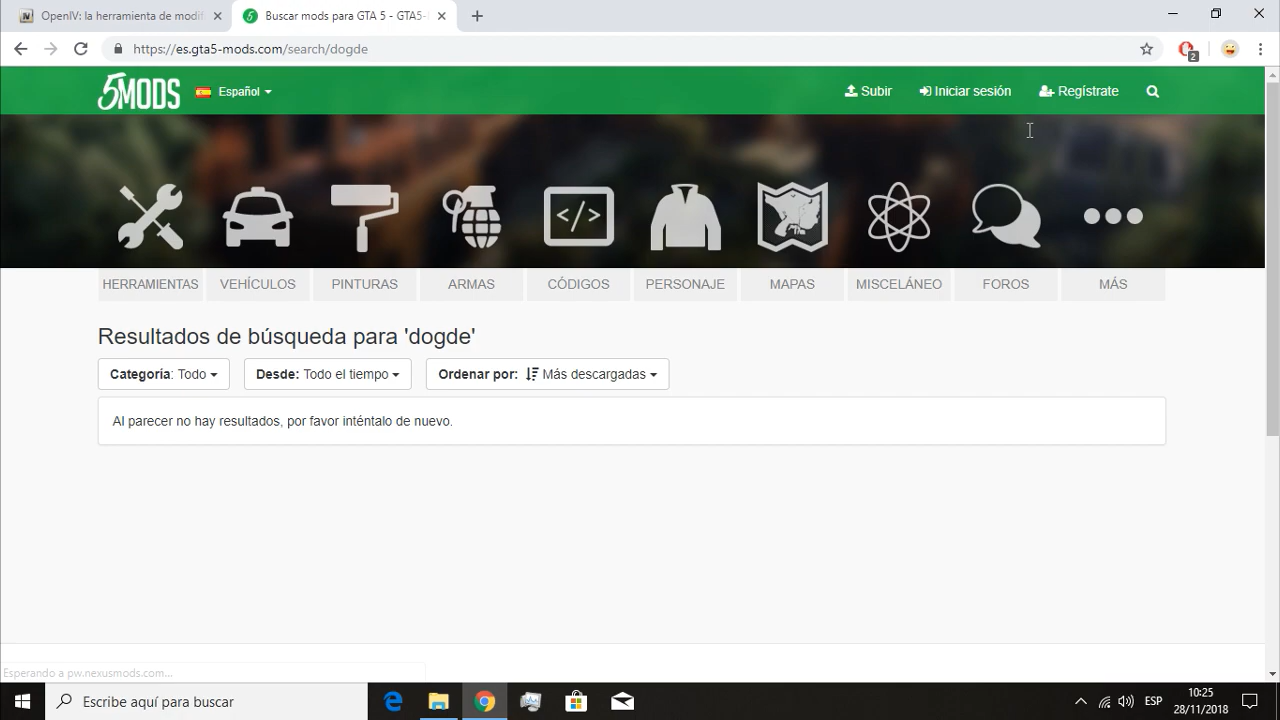 OpenIV: la herramienta de modif
Buscar mods para GTA 5 - GTA5-
https://es.gta5-mods.com/search/dogde
2
5MODS
Español
Subir
Iniciar sesión
Regístrate
HERRAMIENTAS
VEHÍCULOS
PINTURAS
ARMAS
CÓDIGOS
PERSONAJE
MAPAS
MISCELÁNEO
FOROS
MÁS
Resultados de búsqueda para 'dogde'
Categoría: Todo
Desde: Todo el tiempo
Ordenar por: Más descargadas
Al parecer no hay resultados, por favor inténtalo de nuevo.
Esperando a pw.nexusmods.com...
Escribe aquí para buscar
ESP
10:25
28/11/2018